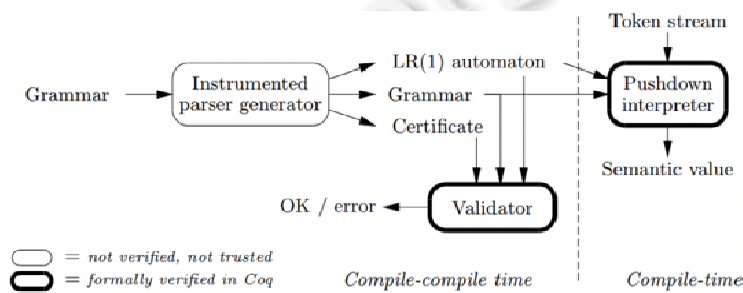 Token stream
LR(1) automaton
Instrumented
parser generator
Pushdown
interpreter
Grammar
Grammar
Certificate
Semantic value
OK / error
Validator
= not verified, not trusted
= formally verified in Coq
Compile-compile time
Compile-time